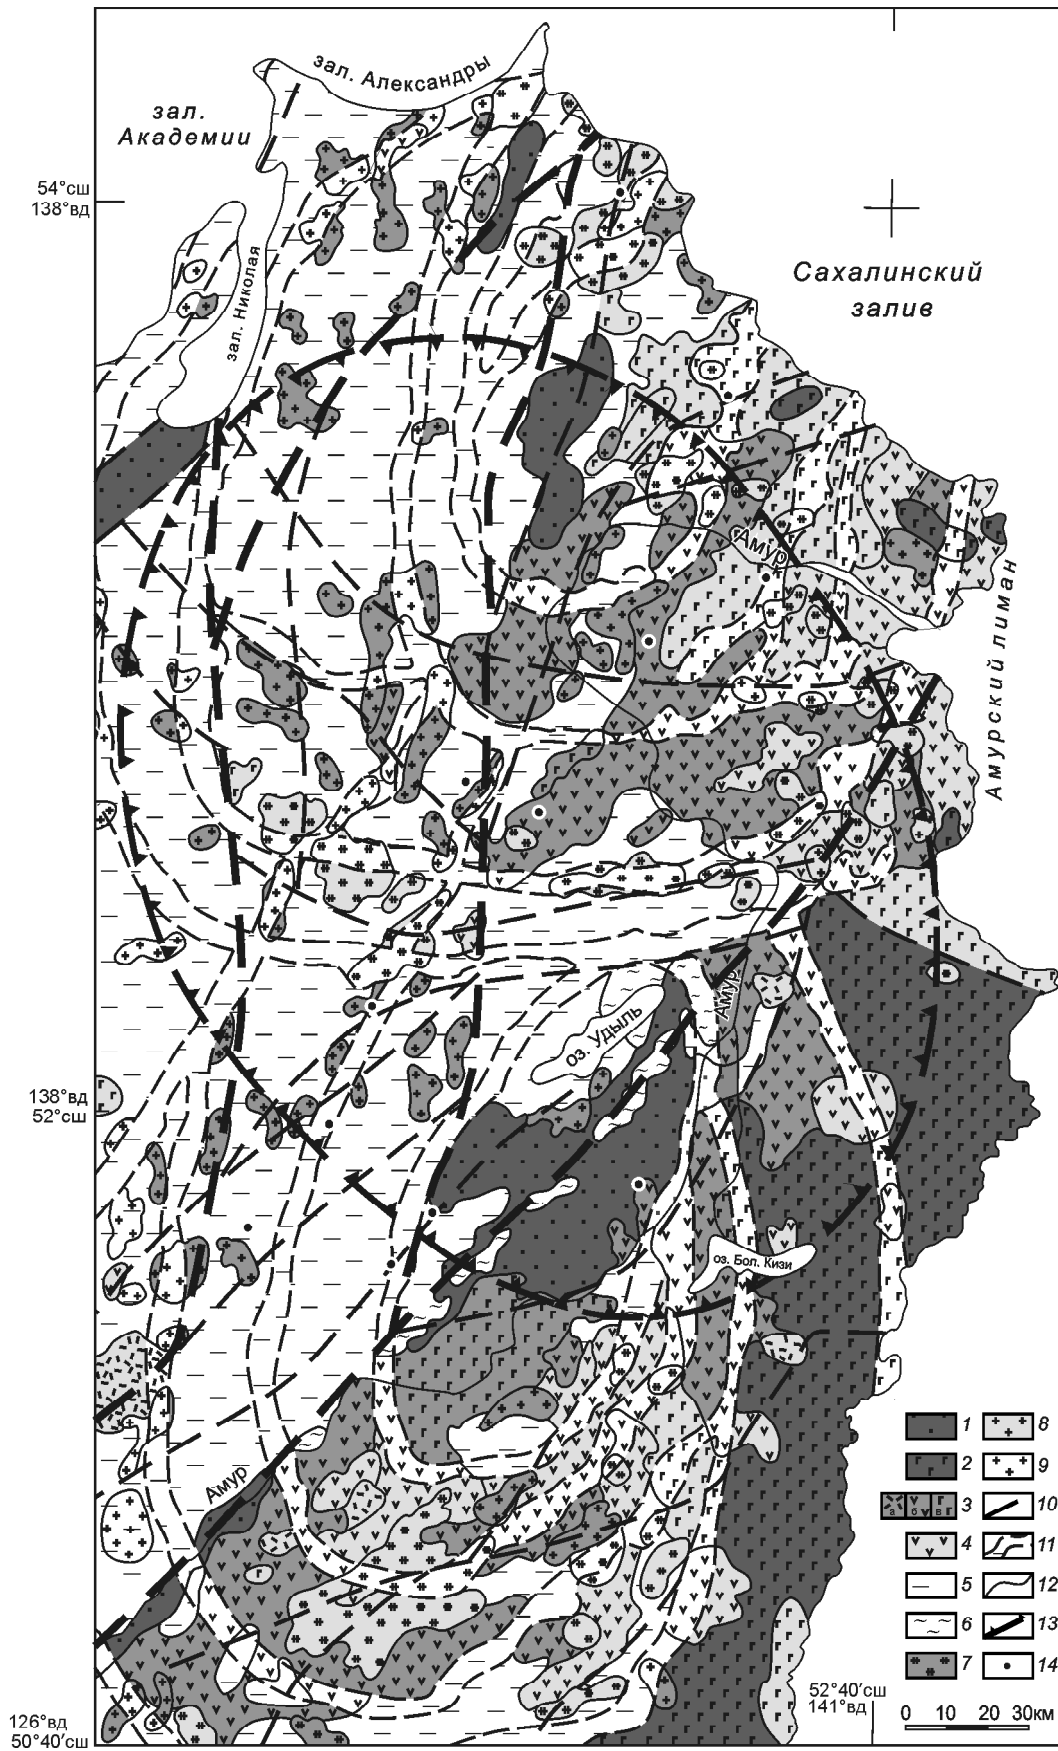 зал. Александры
зал.
Академии
54°сш
138°вд
зал. Николая
Сахалинский
залив
Амур
Амурский лиман
оз. Удыль
Амур
138°вд
52°сш
оз. Бол. Кизи
Амур
1
2
а б в 3
4
5
6
7
8
9
10
11
12
13
14
52°40′сш
141°вд
0 10 20 30км
126°вд
50°40′сш